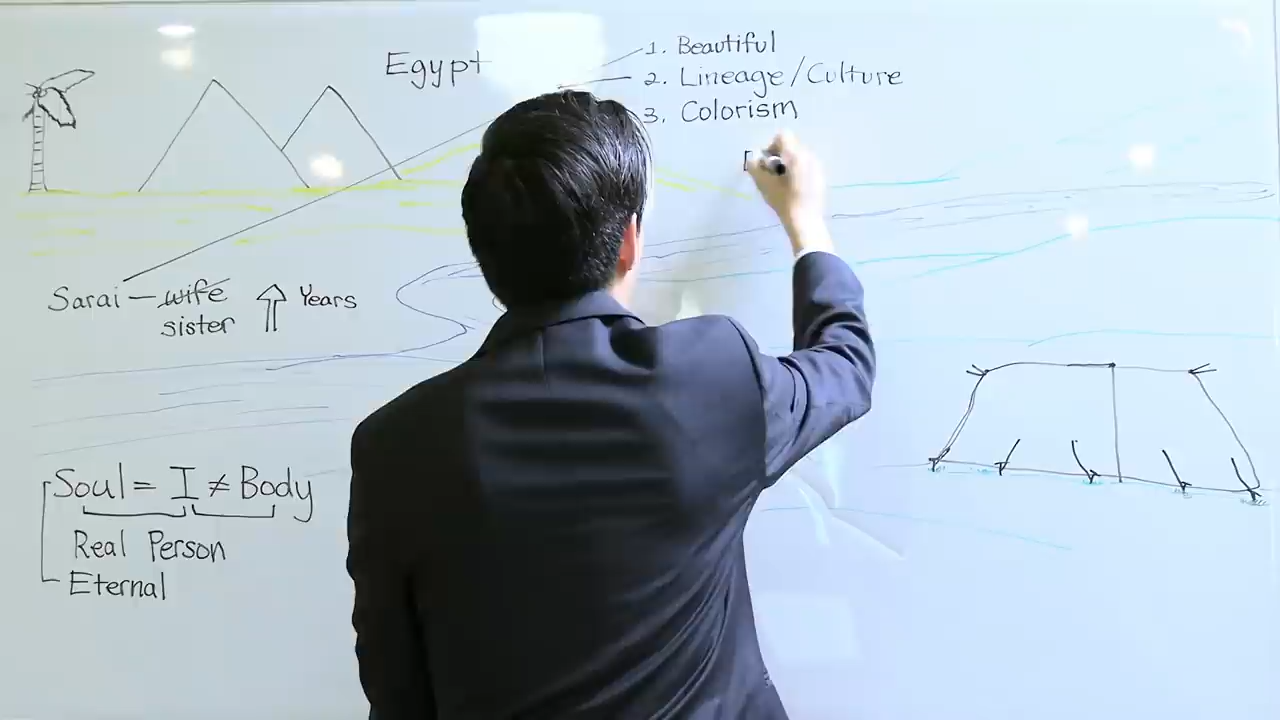 Egypt
1. Beautiful
2. Lineage/Culture
3. Colorism
Sarai — wife
sister
Years
Soul = I ≠ Body
Real Person
Eternal